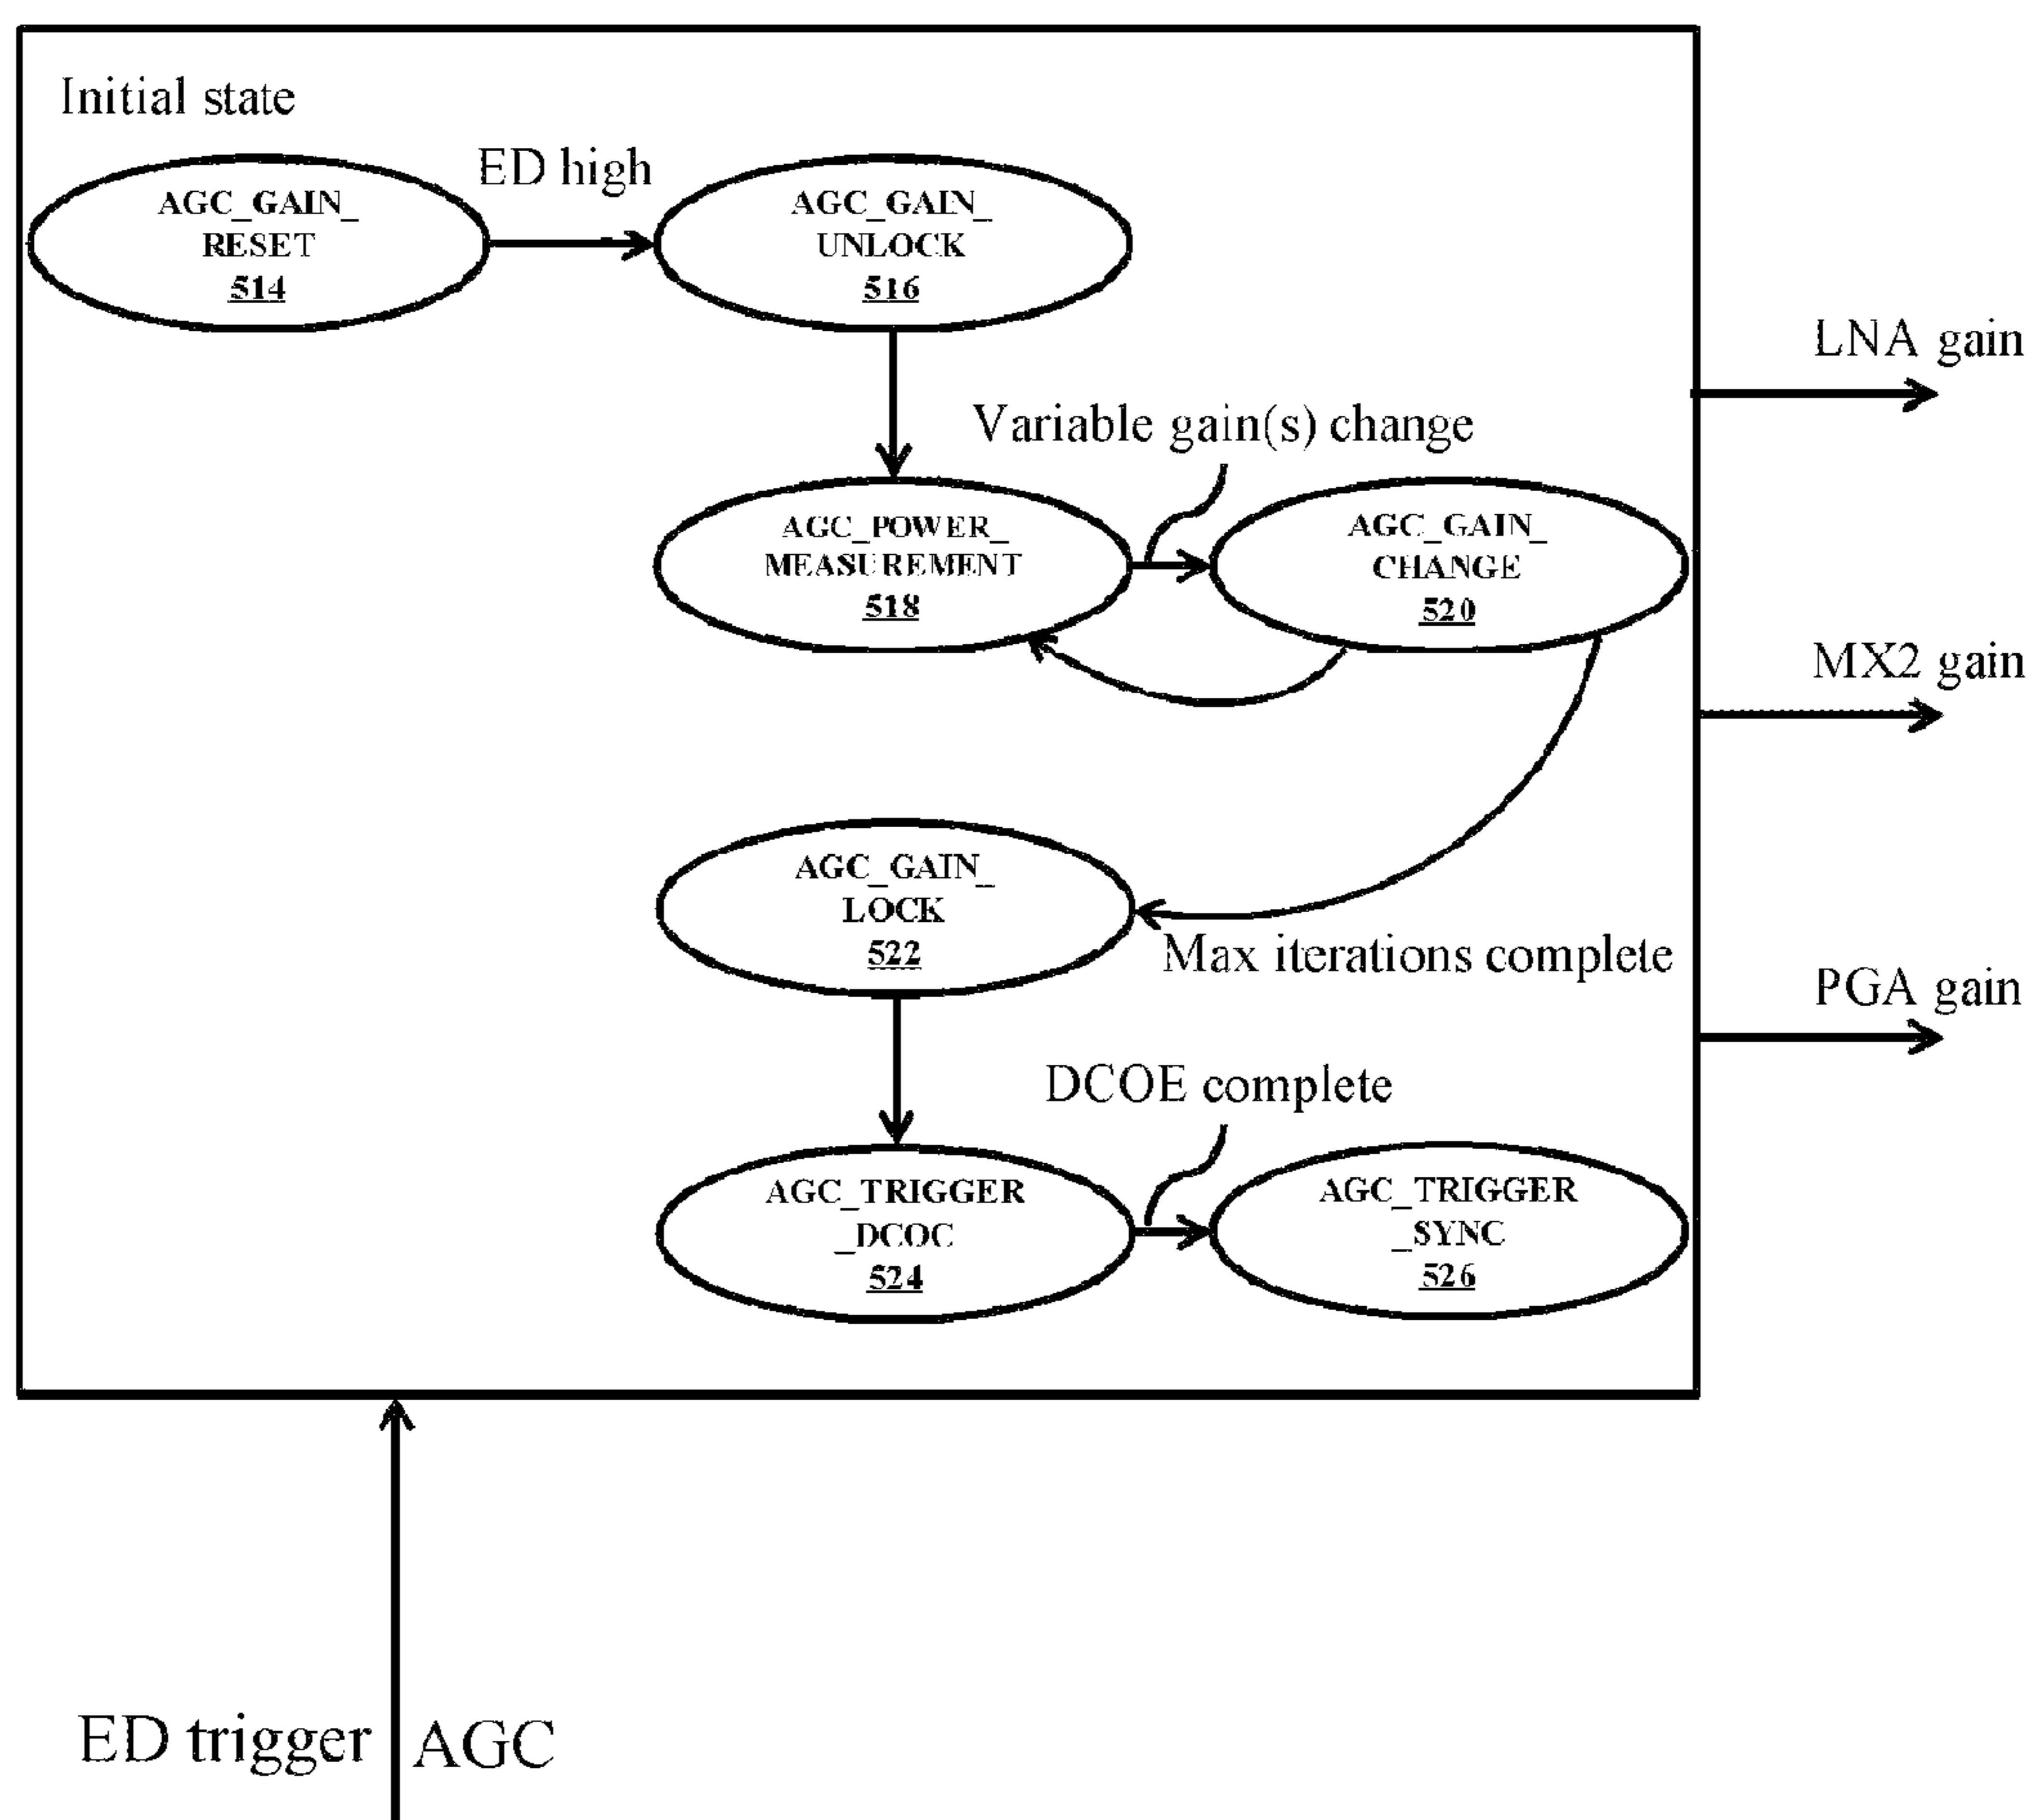 Initial state
ED high
AGC_GAIN_
RESET
514
AGC_GAIN_
UNLOCK
516
LNA gain
Variable gain(s) change
AGC_POWER_
MEASUREMENT
518
AGC_GAIN_
CHANGE
520
MX2 gain
AGC_GAIN_
LOCK
522
Max iterations complete
PGA gain
DCOE complete
AGC_TRIGGER
_DCOC
524
AGC_TRIGGER
_SYNC
526
ED trigger AGC